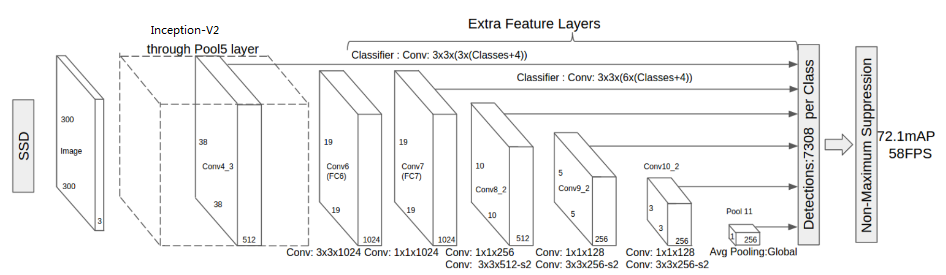 Extra Feature Layers
Inception-V2
through Pool5 layer
Classifier : Conv: 3x3x(3x(Classes+4))
Classifier : Conv: 3x3x(6x(Classes+4))
SSD
300
Image
300
3
38
Conv4_3
38
512
19
Conv6
(FC6)
19
1024
19
Conv7
(FC7)
19
1024
10
Conv8_2
10
512
5
Conv9_2
5
256
Conv10_2
3
3
256
Pool 11
1
256
Avg Pooling:Global
Conv: 3x3x1024
Conv: 1x1x1024
Conv: 1x1x256
Conv: 3x3x512-s2
Conv: 1x1x128
Conv: 3x3x256-s2
Conv: 1x1x128
Conv: 3x3x256-s2
Detections:7308 per Class
Non-Maximum Suppression
72.1mAP
58FPS